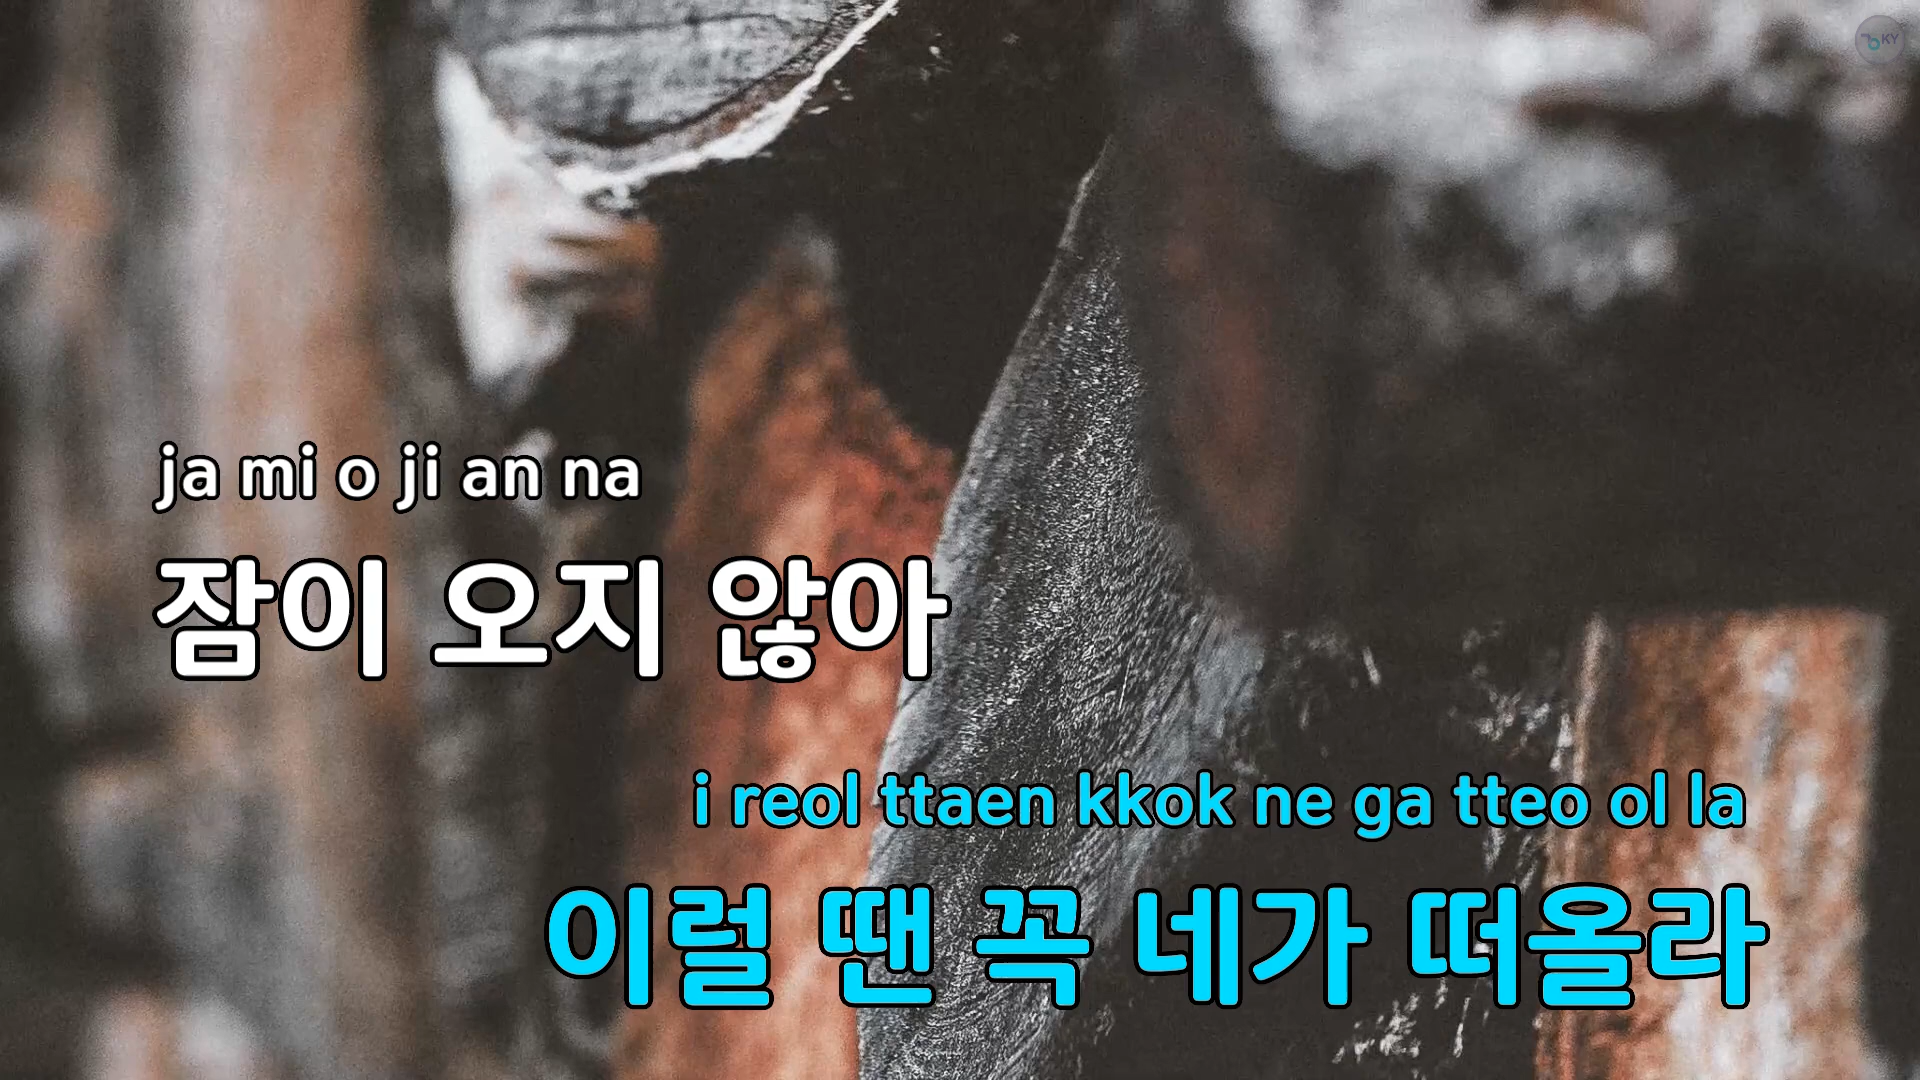 KY
ja mi o ji an na
잠이 오지 않아
i reol ttaen kkok ne ga tteo ol la
이럴 땐 꼭 네가 떠올라